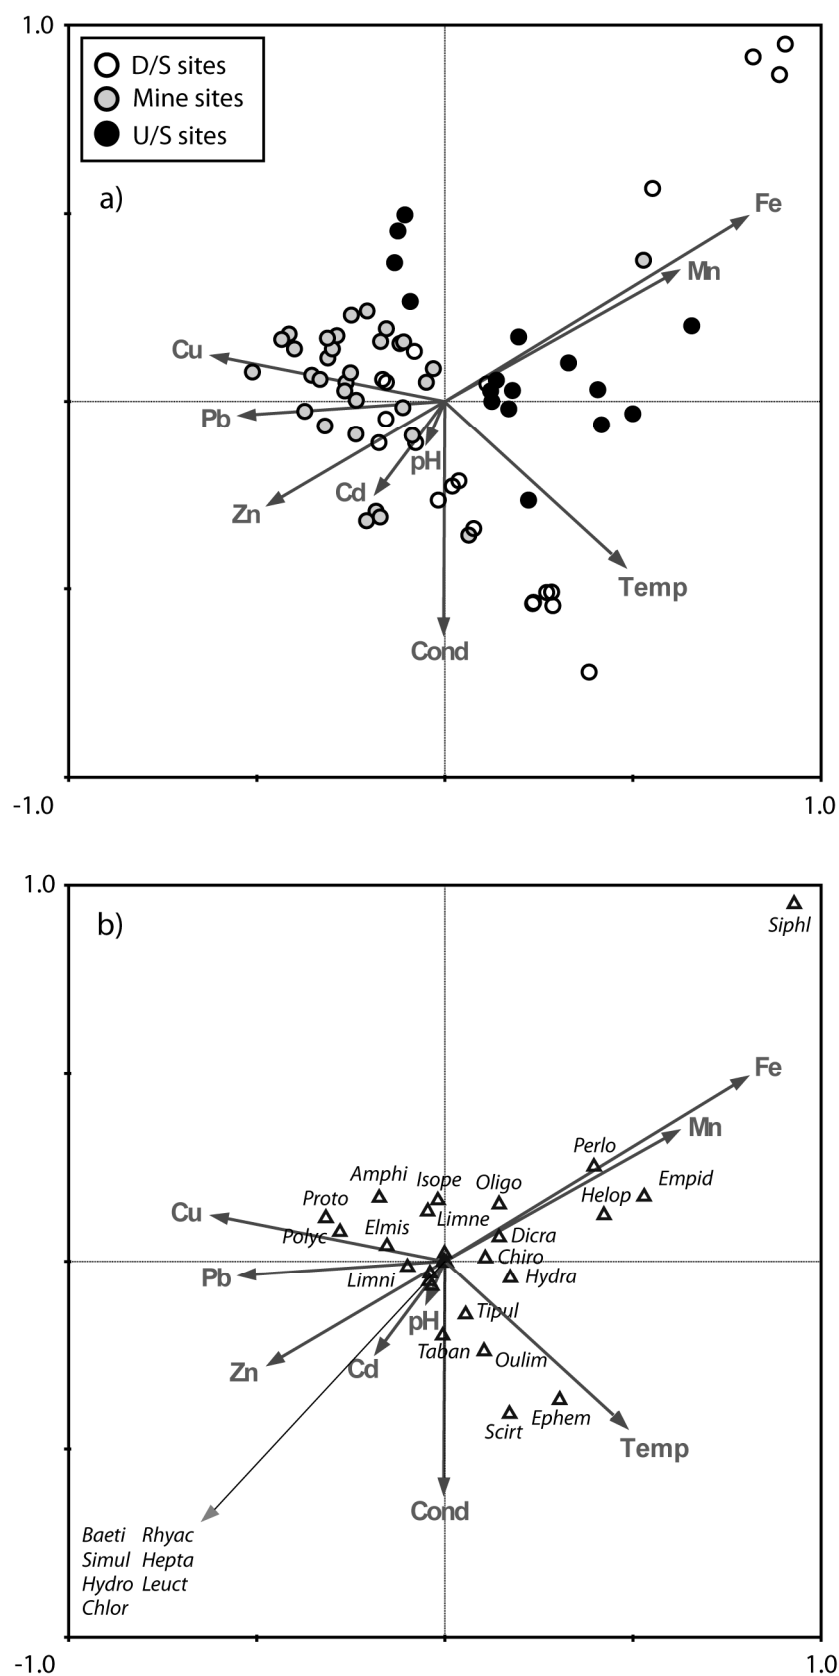 1.0
D/S sites
Mine sites
U/S sites
a)
Fe
Mn
Cu
Pb
pH
Cd
Zn
Temp
Cond
-1.0 1.0
1.0
b)
Siphl
Fe
Mn
Perlo
Amphi Isope Oligo Empid
Proto Helop
Cu Limne
Polyc Elmis Dicra
Chiro
Pb Limni Hydra
Tipul
pH
Taban Oulim
Zn Cd
Scirt Ephem
Temp
Cond
Baeti Rhyac
Simul Hepta
Hydro Leuct
Chlor
-1.0 1.0